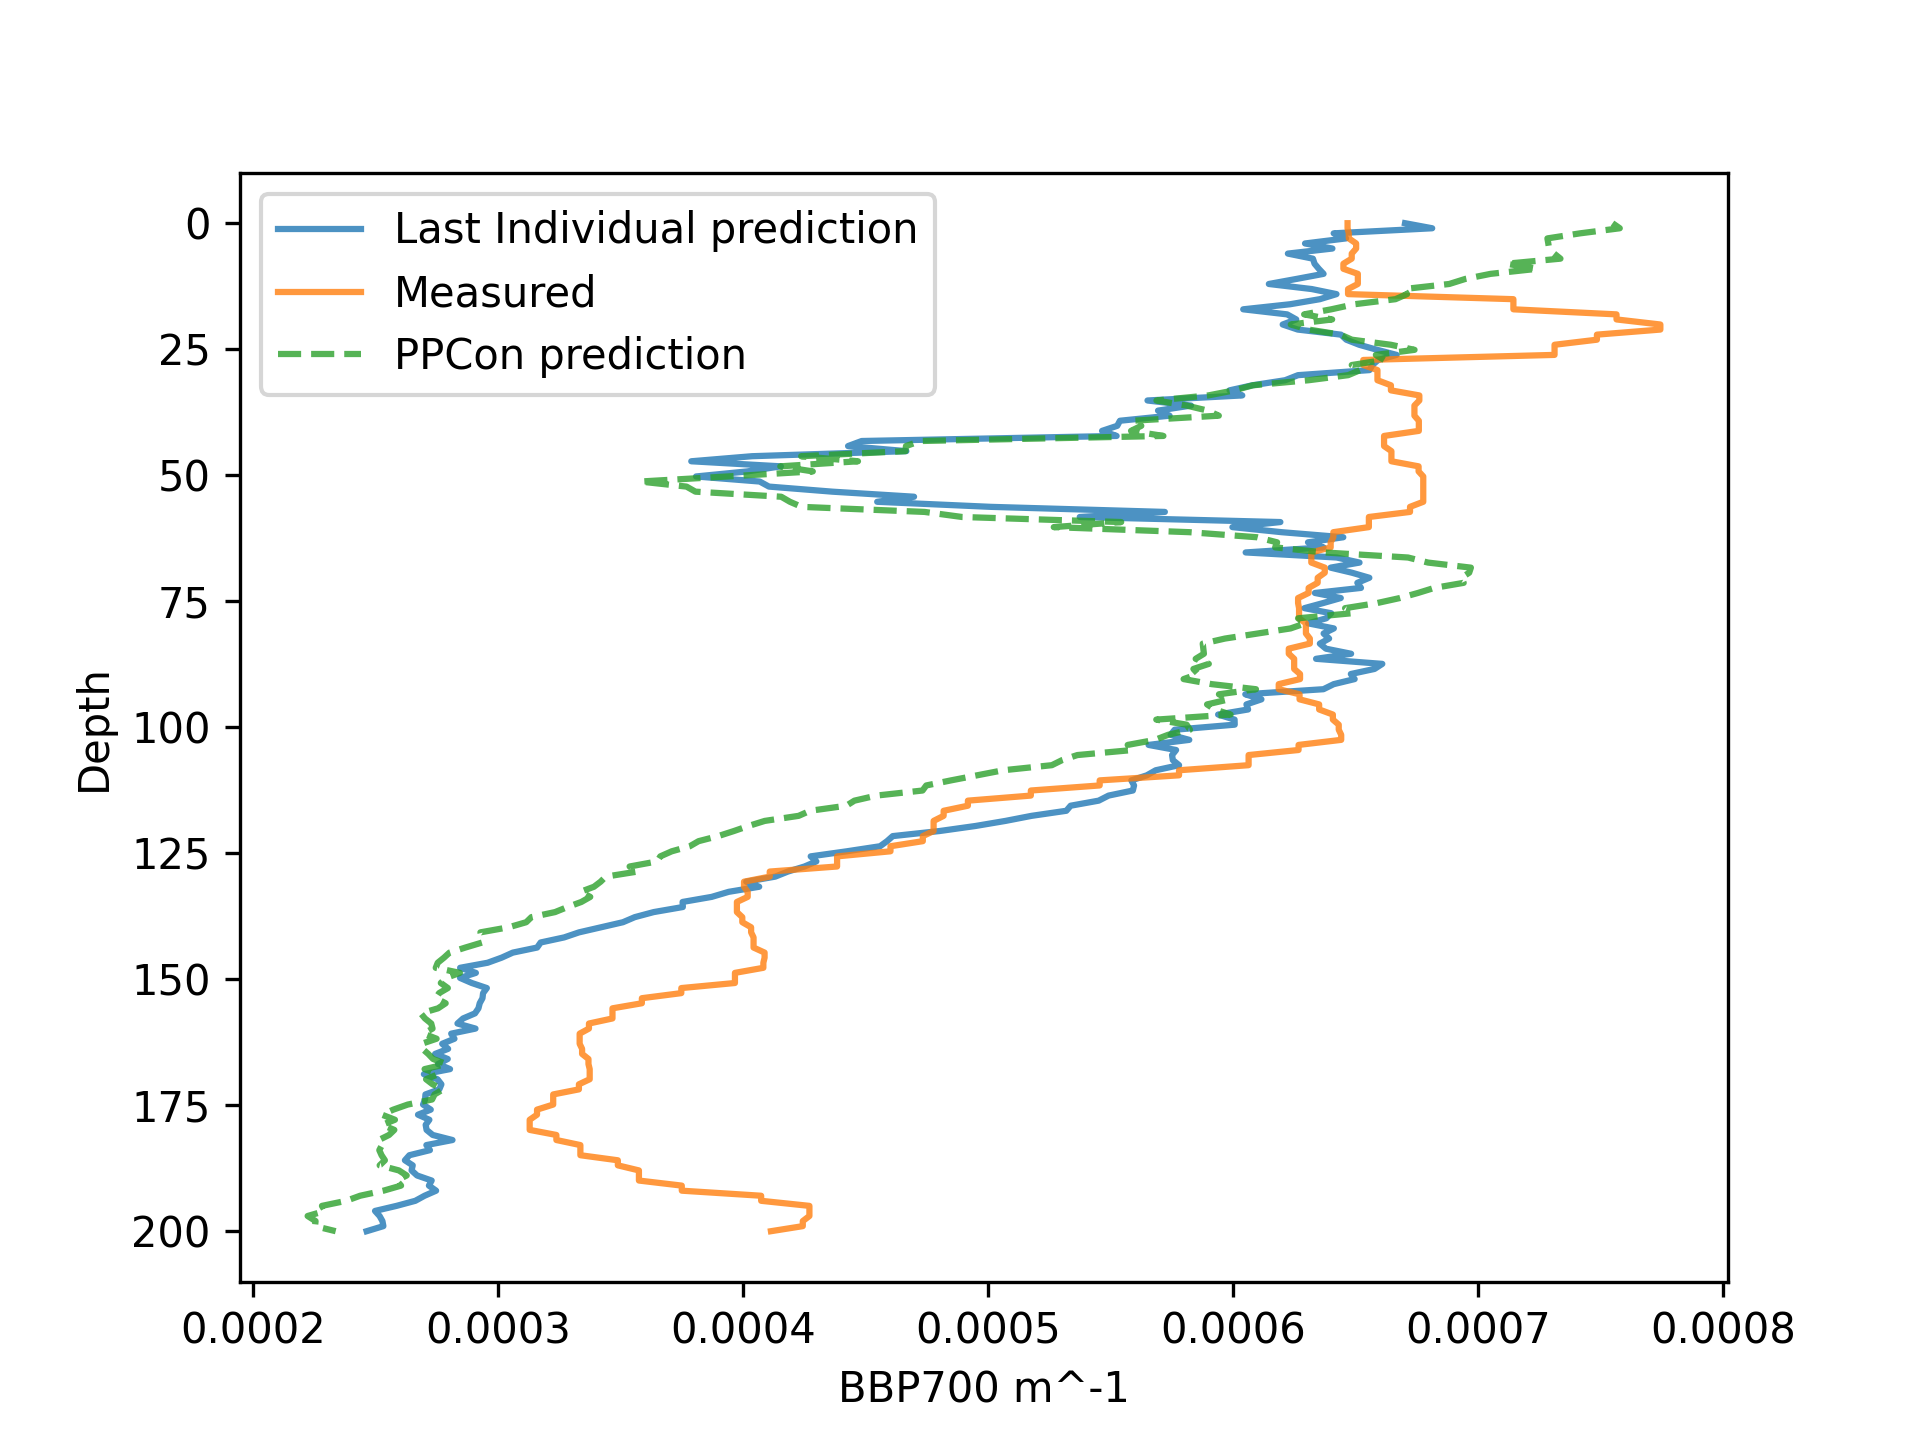 Last Individual prediction
Measured
PPCon prediction
0
25
50
75
100
125
150
175
200
Depth
0.0002 0.0003 0.0004 0.0005 0.0006 0.0007 0.0008
BBP700 m^-1